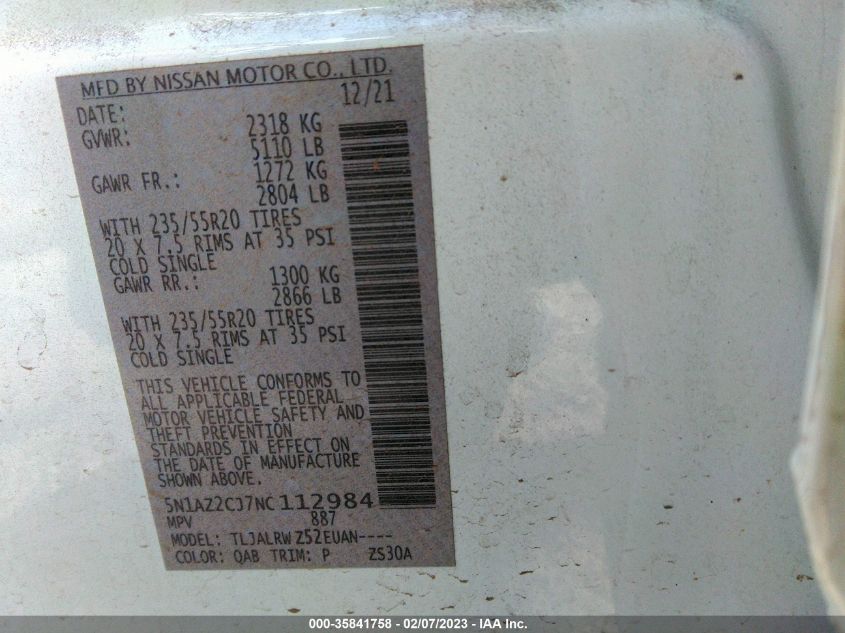 MFD BY NISSAN MOTOR CO., LTD.
DATE: 12/21
GVWR: 2318 KG
5110 LB
GAWR FR.: 1272 KG
2804 LB
WITH 235/55R20 TIRES
20 X 7.5 RIMS AT 35 PSI
COLD SINGLE
GAWR RR.: 1300 KG
2866 LB
WITH 235/55R20 TIRES
20 X 7.5 RIMS AT 35 PSI
COLD SINGLE
THIS VEHICLE CONFORMS TO
ALL APPLICABLE FEDERAL
MOTOR VEHICLE SAFETY AND
THEFT PREVENTION
STANDARDS IN EFFECT ON
THE DATE OF MANUFACTURE
SHOWN ABOVE.
5N1AZ2CJ7NC112984
MPV 887
MODEL: TLJALRWZ52EUAN----
COLOR: QAB TRIM: P ZS30A
000-35841758 - 02/07/2023 - © IAA Inc.